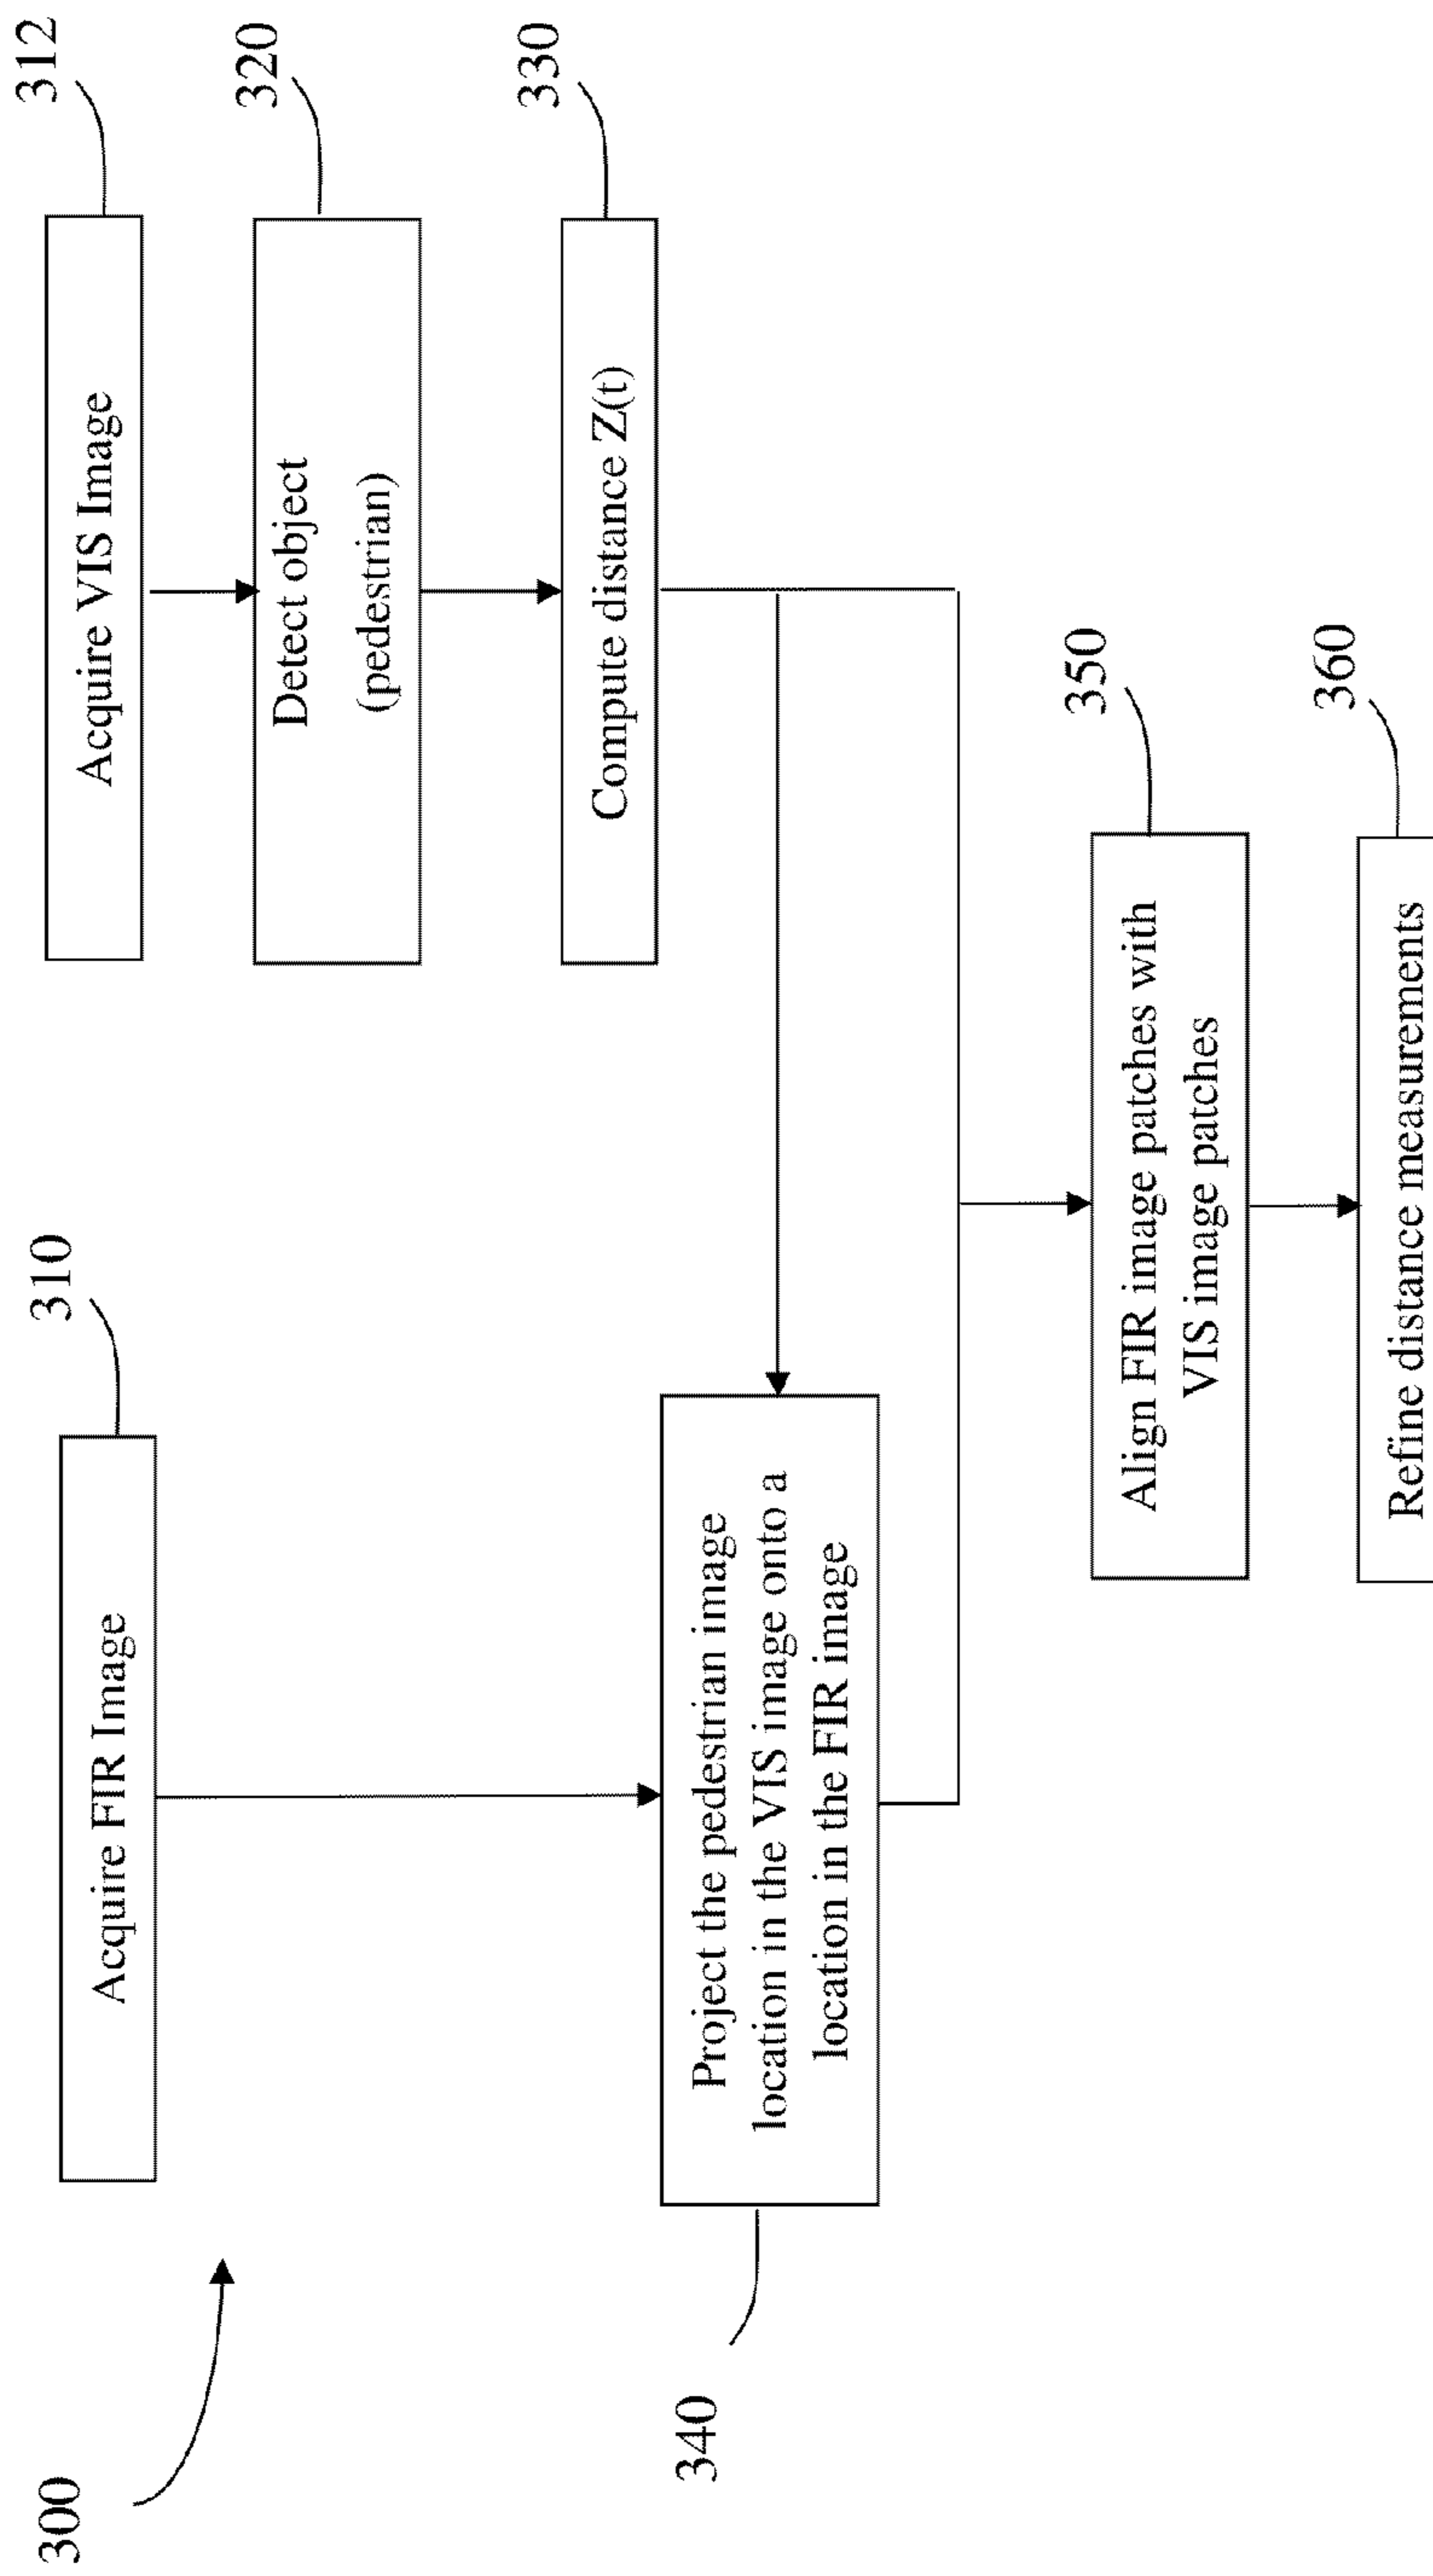 300
310
Acquire FIR Image
312
Acquire VIS Image
320
Detect object
(pedestrian)
330
Compute distance Z(t)
340
Project the pedestrian image
location in the VIS image onto a
location in the FIR image
350
Align FIR image patches with
VIS image patches
360
Refine distance measurements